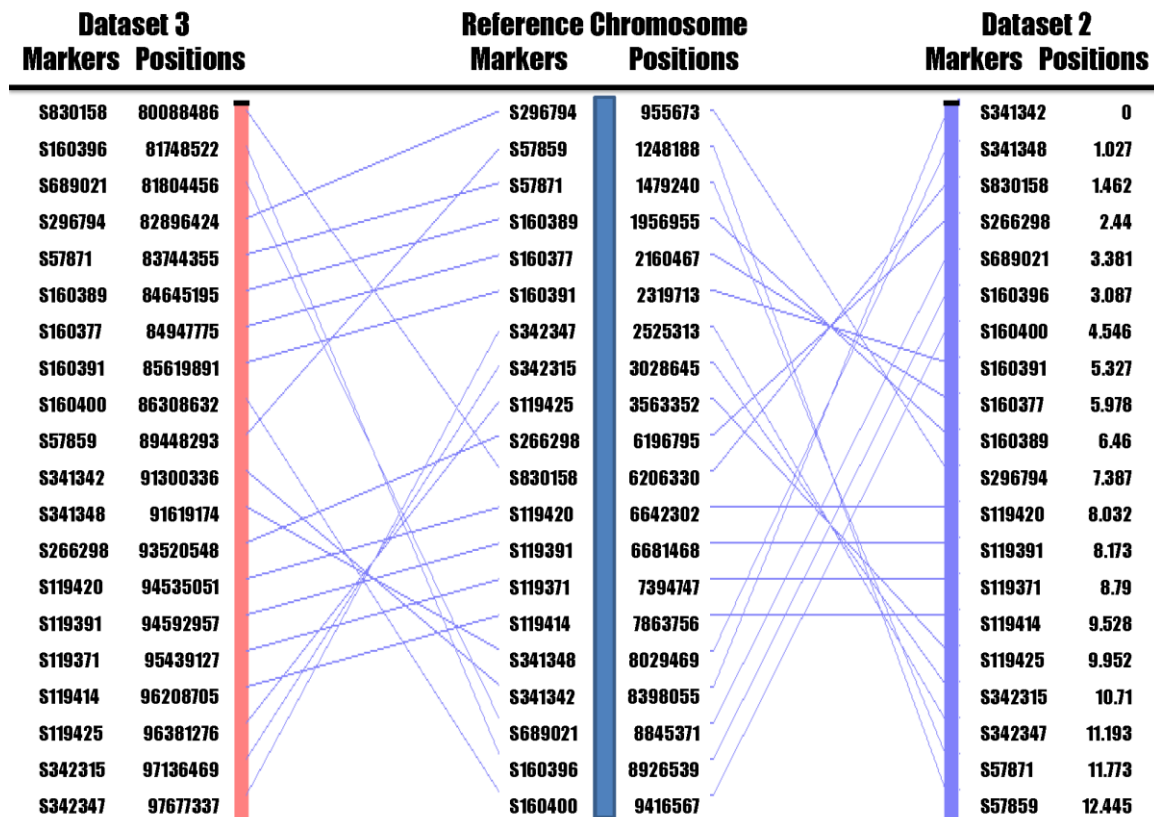 Dataset 3 Reference Chromosome Dataset 2
Markers Positions Markers Positions Markers Positions
S830158 80088486 S296794 955673 S341342 0
S160396 81748522 S57859 1248188 S341348 1.027
S689021 81804456 S57871 1479240 S830158 1.462
S296794 82896424 S160389 1956955 S266298 2.44
S57871 83744355 S160377 2160467 S689021 3.381
S160389 84645195 S160391 2319713 S160396 3.087
S160377 84947775 S342347 2525313 S160400 4.546
S160391 85619891 S342315 3028645 S160391 5.327
S160400 86308632 S119425 3563352 S160377 5.978
S57859 89448293 S266298 6196795 S160389 6.46
S341342 91300336 S830158 6206330 S296794 7.387
S341348 91619174 S119420 6642302 S119420 8.032
S266298 93520548 S119391 6681468 S119391 8.173
S119420 94535051 S119371 7394747 S119371 8.79
S119391 94592957 S119414 7863756 S119414 9.528
S119371 95439127 S341348 8029469 S119425 9.952
S119414 96208705 S341342 8398055 S342315 10.71
S119425 96381276 S689021 8845371 S342347 11.193
S342315 97136469 S160396 8926539 S57871 11.773
S342347 97677337 S160400 9416567 S57859 12.445